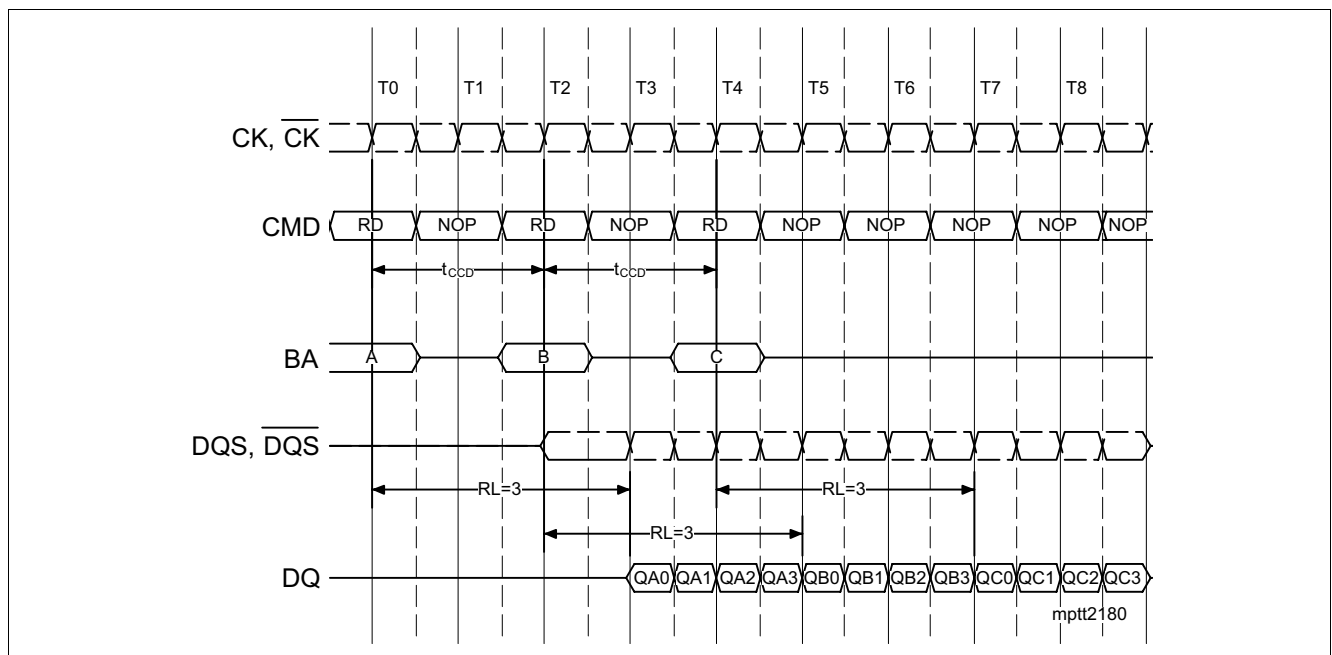 T0 T1 T2 T3 T4 T5 T6 T7 T8
CK, CK
CMD RD NOP RD NOP RD NOP NOP NOP NOP NOP
tCCD tCCD
BA A B C
DQS, DQS
RL=3 RL=3
RL=3
DQ QA0 QA1 QA2 QA3 QB0 QB1 QB2 QB3 QC0 QC1 QC2 QC3
mptt2180